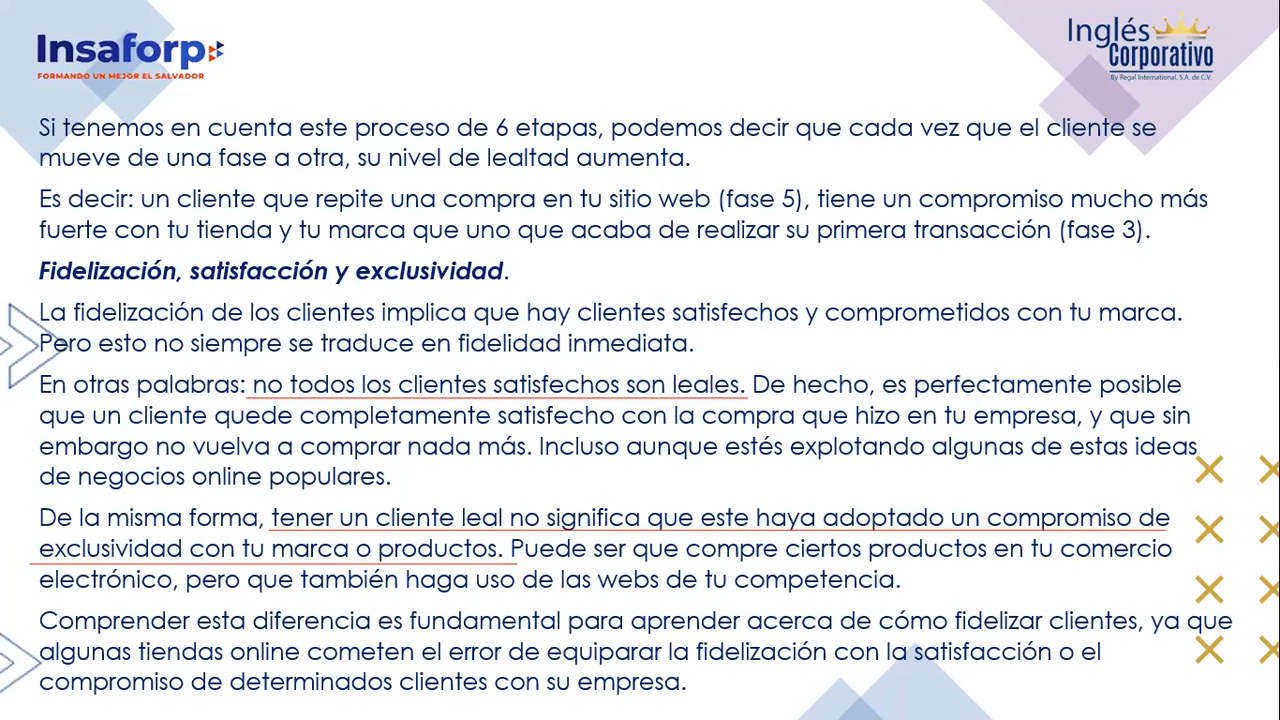 Insaforp
FORMANDO UN MEJOR EL SALVADOR
Inglés
Corporativo
By Regal International, S.A. de C.V.
Si tenemos en cuenta este proceso de 6 etapas, podemos decir que cada vez que el cliente se
mueve de una fase a otra, su nivel de lealtad aumenta.
Es decir: un cliente que repite una compra en tu sitio web (fase 5), tiene un compromiso mucho más
fuerte con tu tienda y tu marca que uno que acaba de realizar su primera transacción (fase 3).
Fidelización, satisfacción y exclusividad.
La fidelización de los clientes implica que hay clientes satisfechos y comprometidos con tu marca.
Pero esto no siempre se traduce en fidelidad inmediata.
En otras palabras: no todos los clientes satisfechos son leales. De hecho, es perfectamente posible
que un cliente quede completamente satisfecho con la compra que hizo en tu empresa, y que sin
embargo no vuelva a comprar nada más. Incluso aunque estés explotando algunas de estas ideas
de negocios online populares.
De la misma forma, tener un cliente leal no significa que este haya adoptado un compromiso de
exclusividad con tu marca o productos. Puede ser que compre ciertos productos en tu comercio
electrónico, pero que también haga uso de las webs de tu competencia.
Comprender esta diferencia es fundamental para aprender acerca de cómo fidelizar clientes, ya que
algunas tiendas online cometen el error de equiparar la fidelización con la satisfacción o el
compromiso de determinados clientes con su empresa.